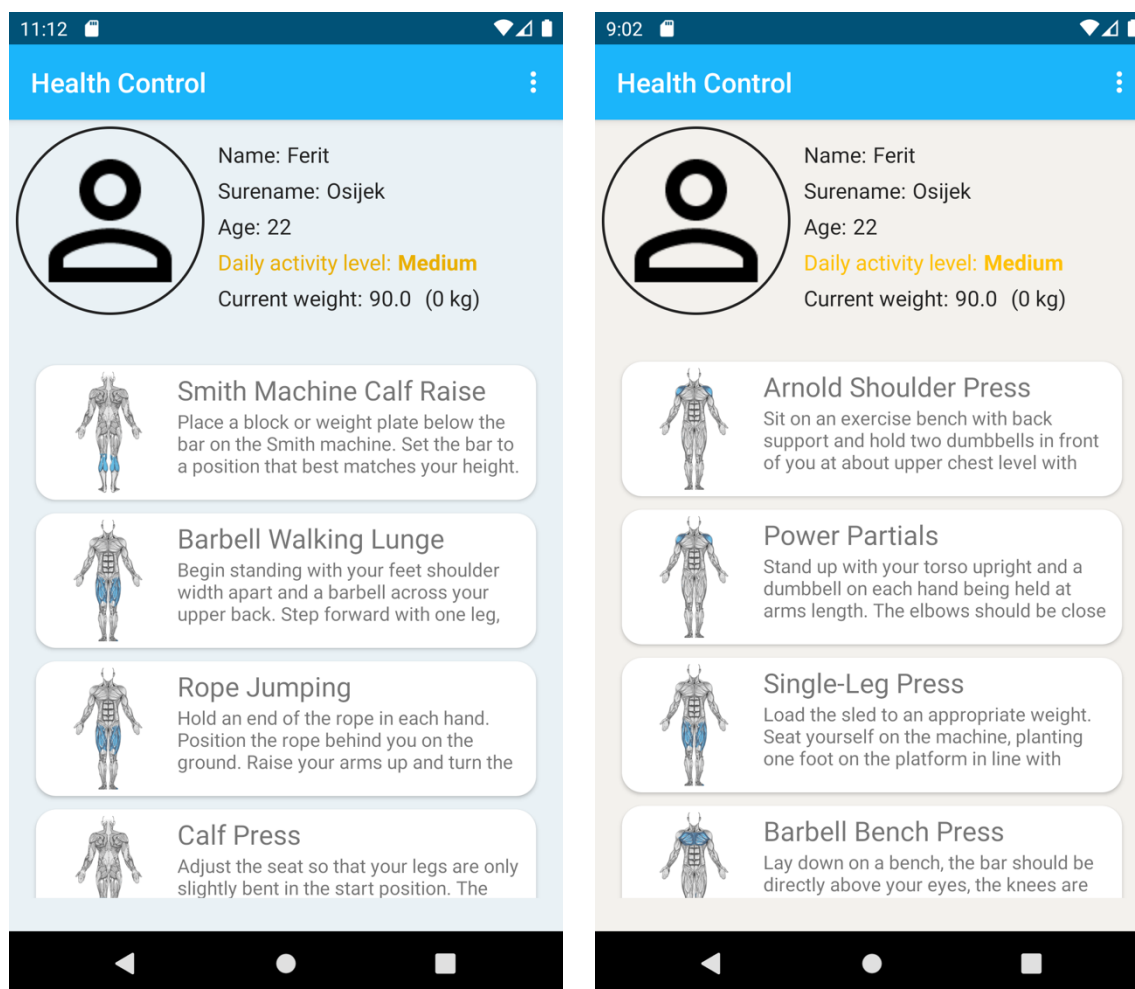 11:12
Health Control
Name: Ferit
Surename: Osijek
Age: 22
Daily activity level: Medium
Current weight: 90.0 (0 kg)
Smith Machine Calf Raise
Place a block or weight plate below the
bar on the Smith machine. Set the bar to
a position that best matches your height.
Barbell Walking Lunge
Begin standing with your feet shoulder
width apart and a barbell across your
upper back. Step forward with one leg,
Rope Jumping
Hold an end of the rope in each hand.
Position the rope behind you on the
ground. Raise your arms up and turn the
Calf Press
Adjust the seat so that your legs are only
slightly bent in the start position. The
9:02
Health Control
Name: Ferit
Surename: Osijek
Age: 22
Daily activity level: Medium
Current weight: 90.0 (0 kg)
Arnold Shoulder Press
Sit on an exercise bench with back
support and hold two dumbbells in front
of you at about upper chest level with
Power Partials
Stand up with your torso upright and a
dumbbell on each hand being held at
arms length. The elbows should be close
Single-Leg Press
Load the sled to an appropriate weight.
Seat yourself on the machine, planting
one foot on the platform in line with
Barbell Bench Press
Lay down on a bench, the bar should be
directly above your eyes, the knees are